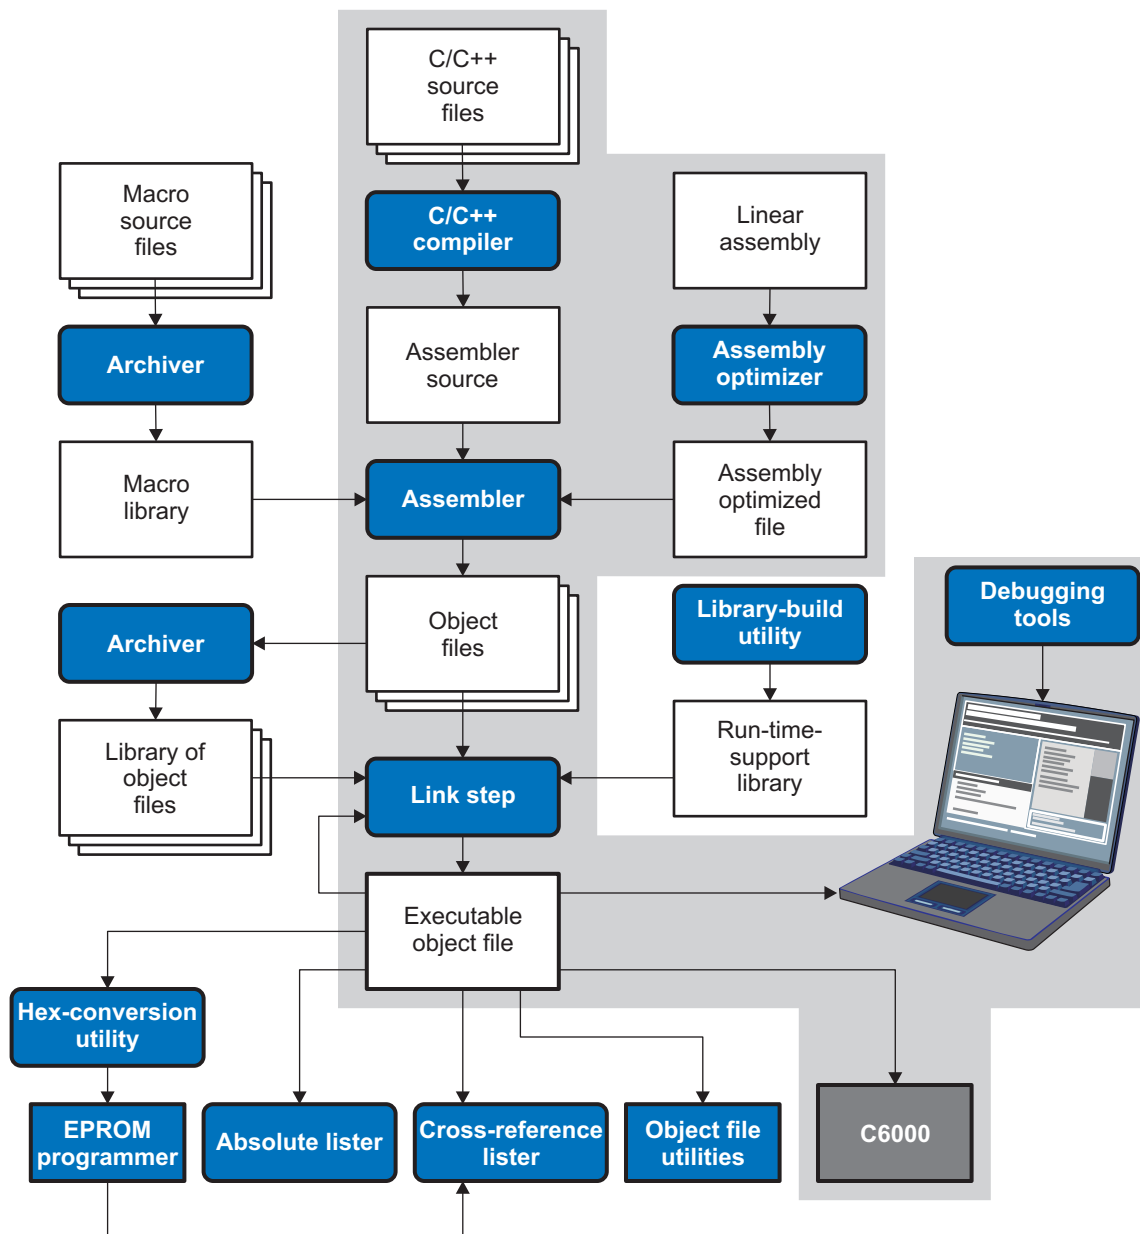 C/C++
source
files
Macro
source
files
C/C++
compiler
Linear
assembly
Archiver
Assembler
source
Assembly
optimizer
Macro
library
Assembler
Assembly
optimized
file
Archiver
Object
files
Library-build
utility
Debugging
tools
Library of
object
files
Link step
Run-time-
support
library
Executable
object file
Hex-conversion
utility
EPROM
programmer
Absolute lister
Cross-reference
lister
Object file
utilities
C6000